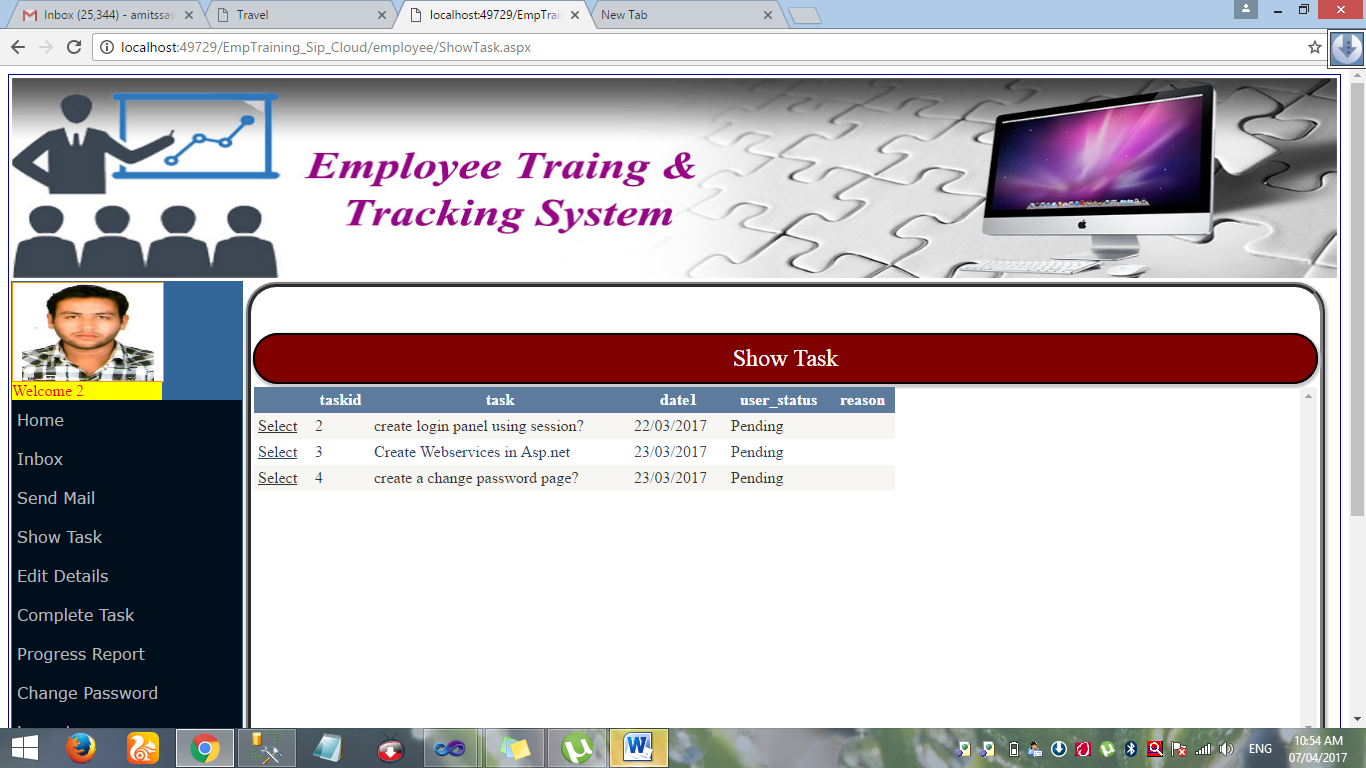 Inbox (25,344) - amitssav
Travel
localhost:49729/EmpTrai
New Tab
localhost:49729/EmpTraining_Sip_Cloud/employee/ShowTask.aspx
Employee Traing &
Tracking System
Welcome 2
Home
Inbox
Send Mail
Show Task
Edit Details
Complete Task
Progress Report
Change Password
Show Task
taskid task date1 user_status reason
Select 2 create login panel using session? 22/03/2017 Pending
Select 3 Create Webservices in Asp.net 23/03/2017 Pending
Select 4 create a change password page? 23/03/2017 Pending
ENG
10:54 AM
07/04/2017